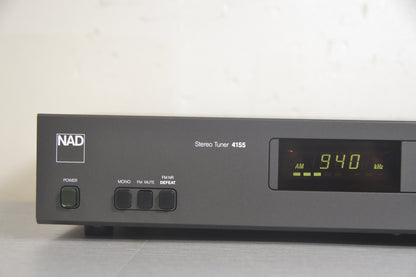 NAD
Stereo Tuner 4155
AM 940 kHz
POWER
MONO
FM MUTE
FM NR
DEFEAT